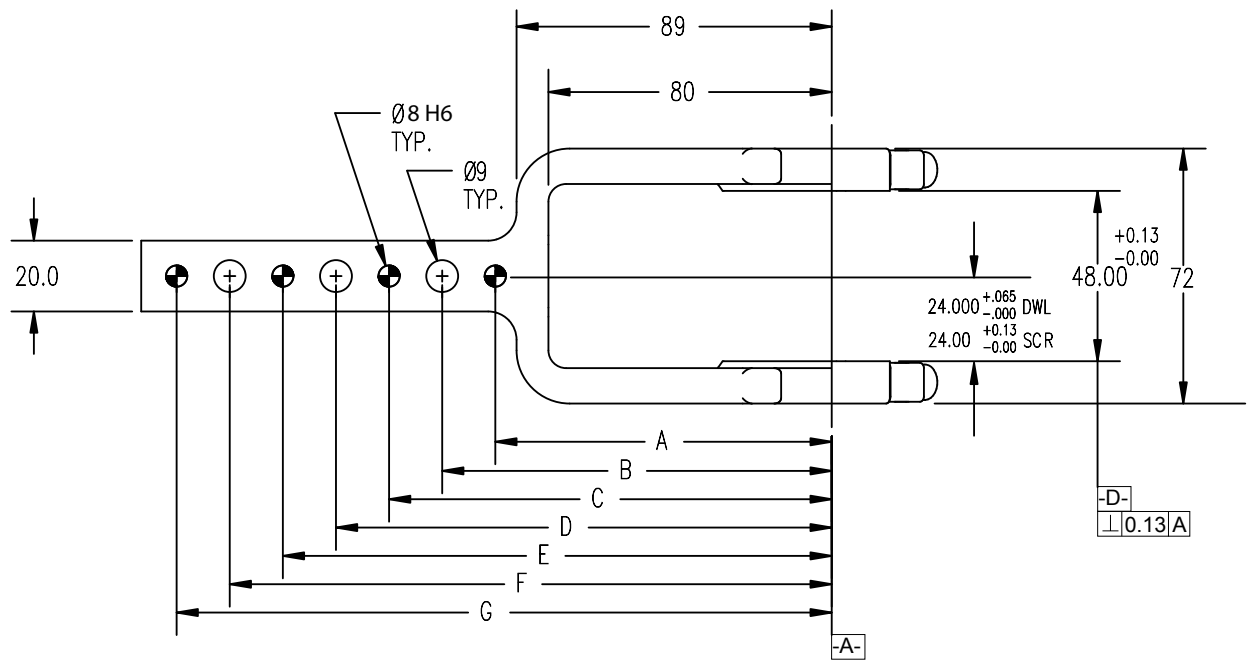 89
80
Ø8 H6
TYP.
Ø9
TYP.
20.0
+0.13
-0.00
48.00
72
24.000 +.065 -.000 DWL
24.00 +0.13 -0.00 SCR
A
B
C
D
E
F
G
-D-
⊥ 0.13 A
-A-